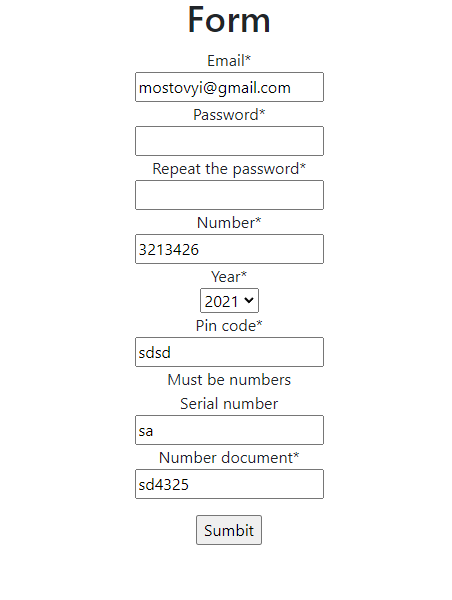 Form
Email*
mostovyi@gmail.com
Password*
Repeat the password*
Number*
3213426
Year*
2021
Pin code*
sdsd
Must be numbers
Serial number
sa
Number document*
sd4325
Sumbit